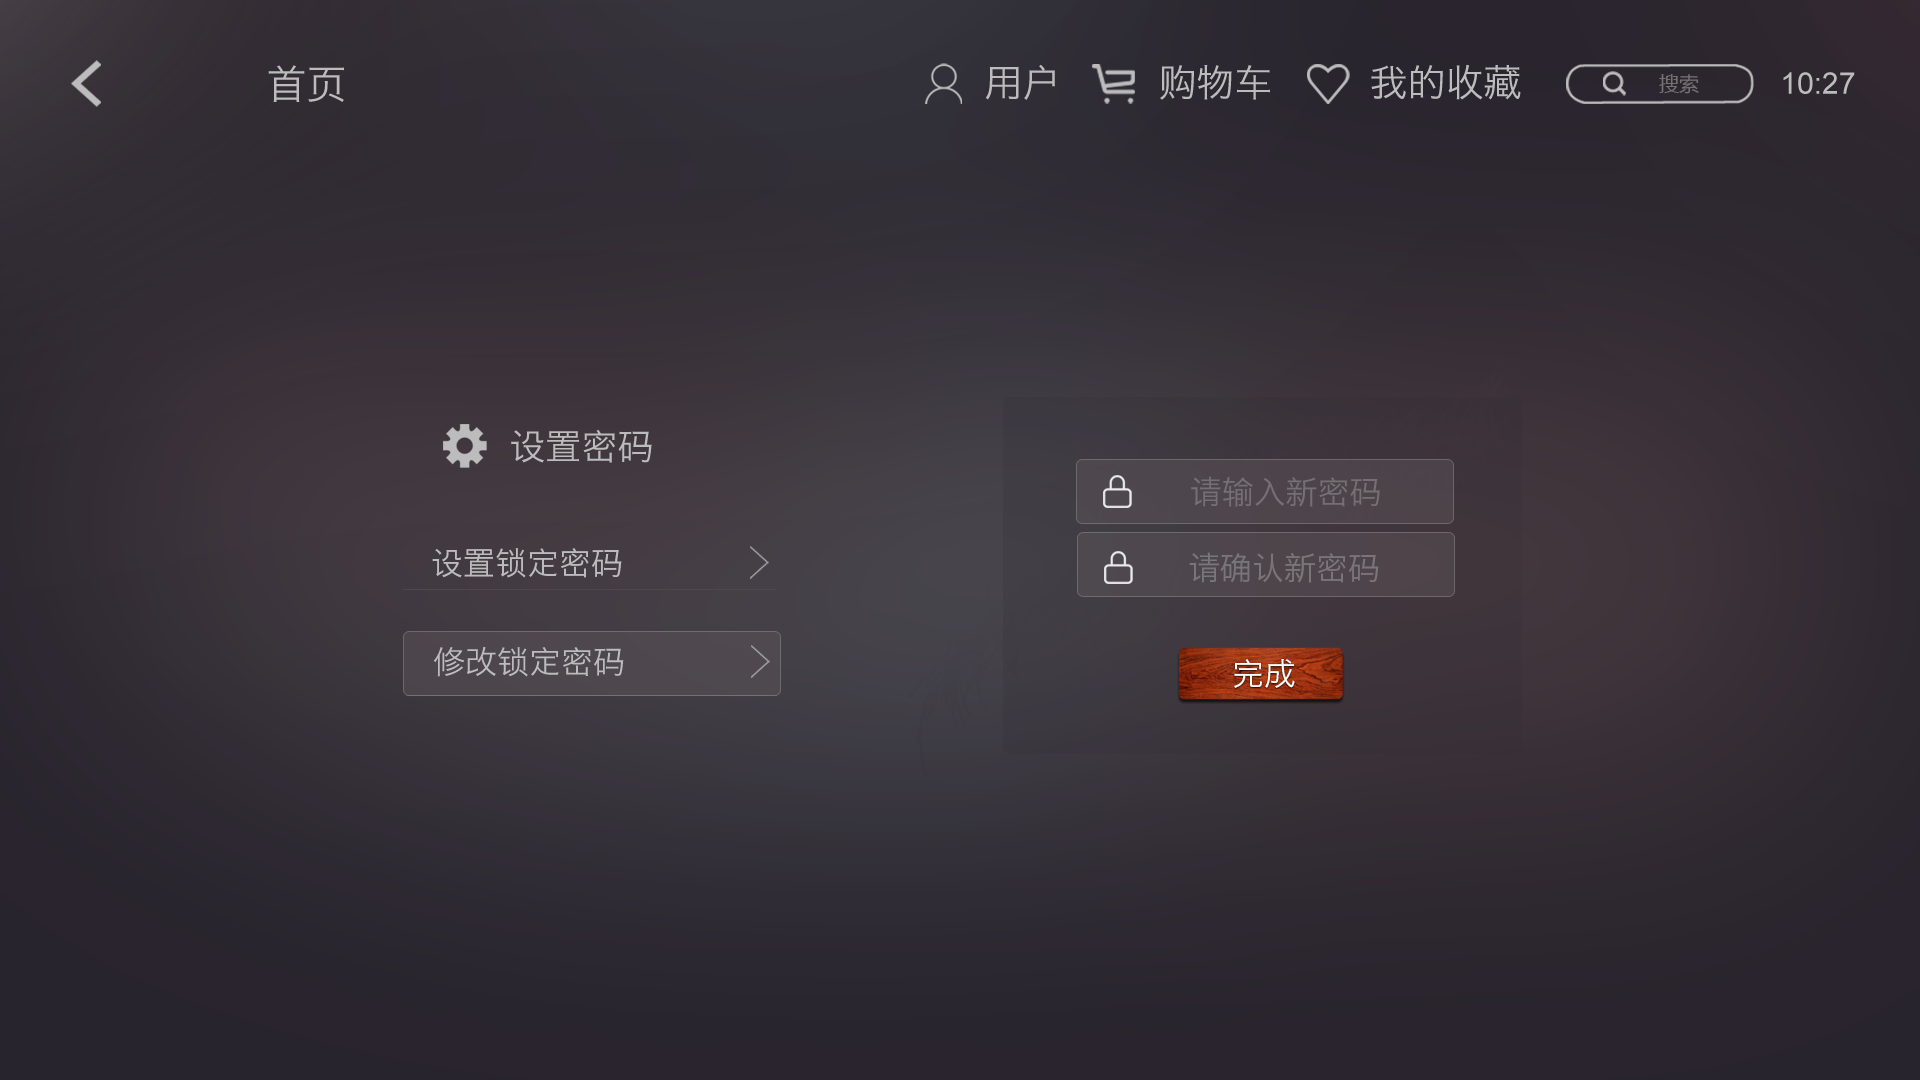 首页
用户
购物车
我的收藏
搜索
10:27
设置密码
设置锁定密码
修改锁定密码
请输入新密码
请确认新密码
完成